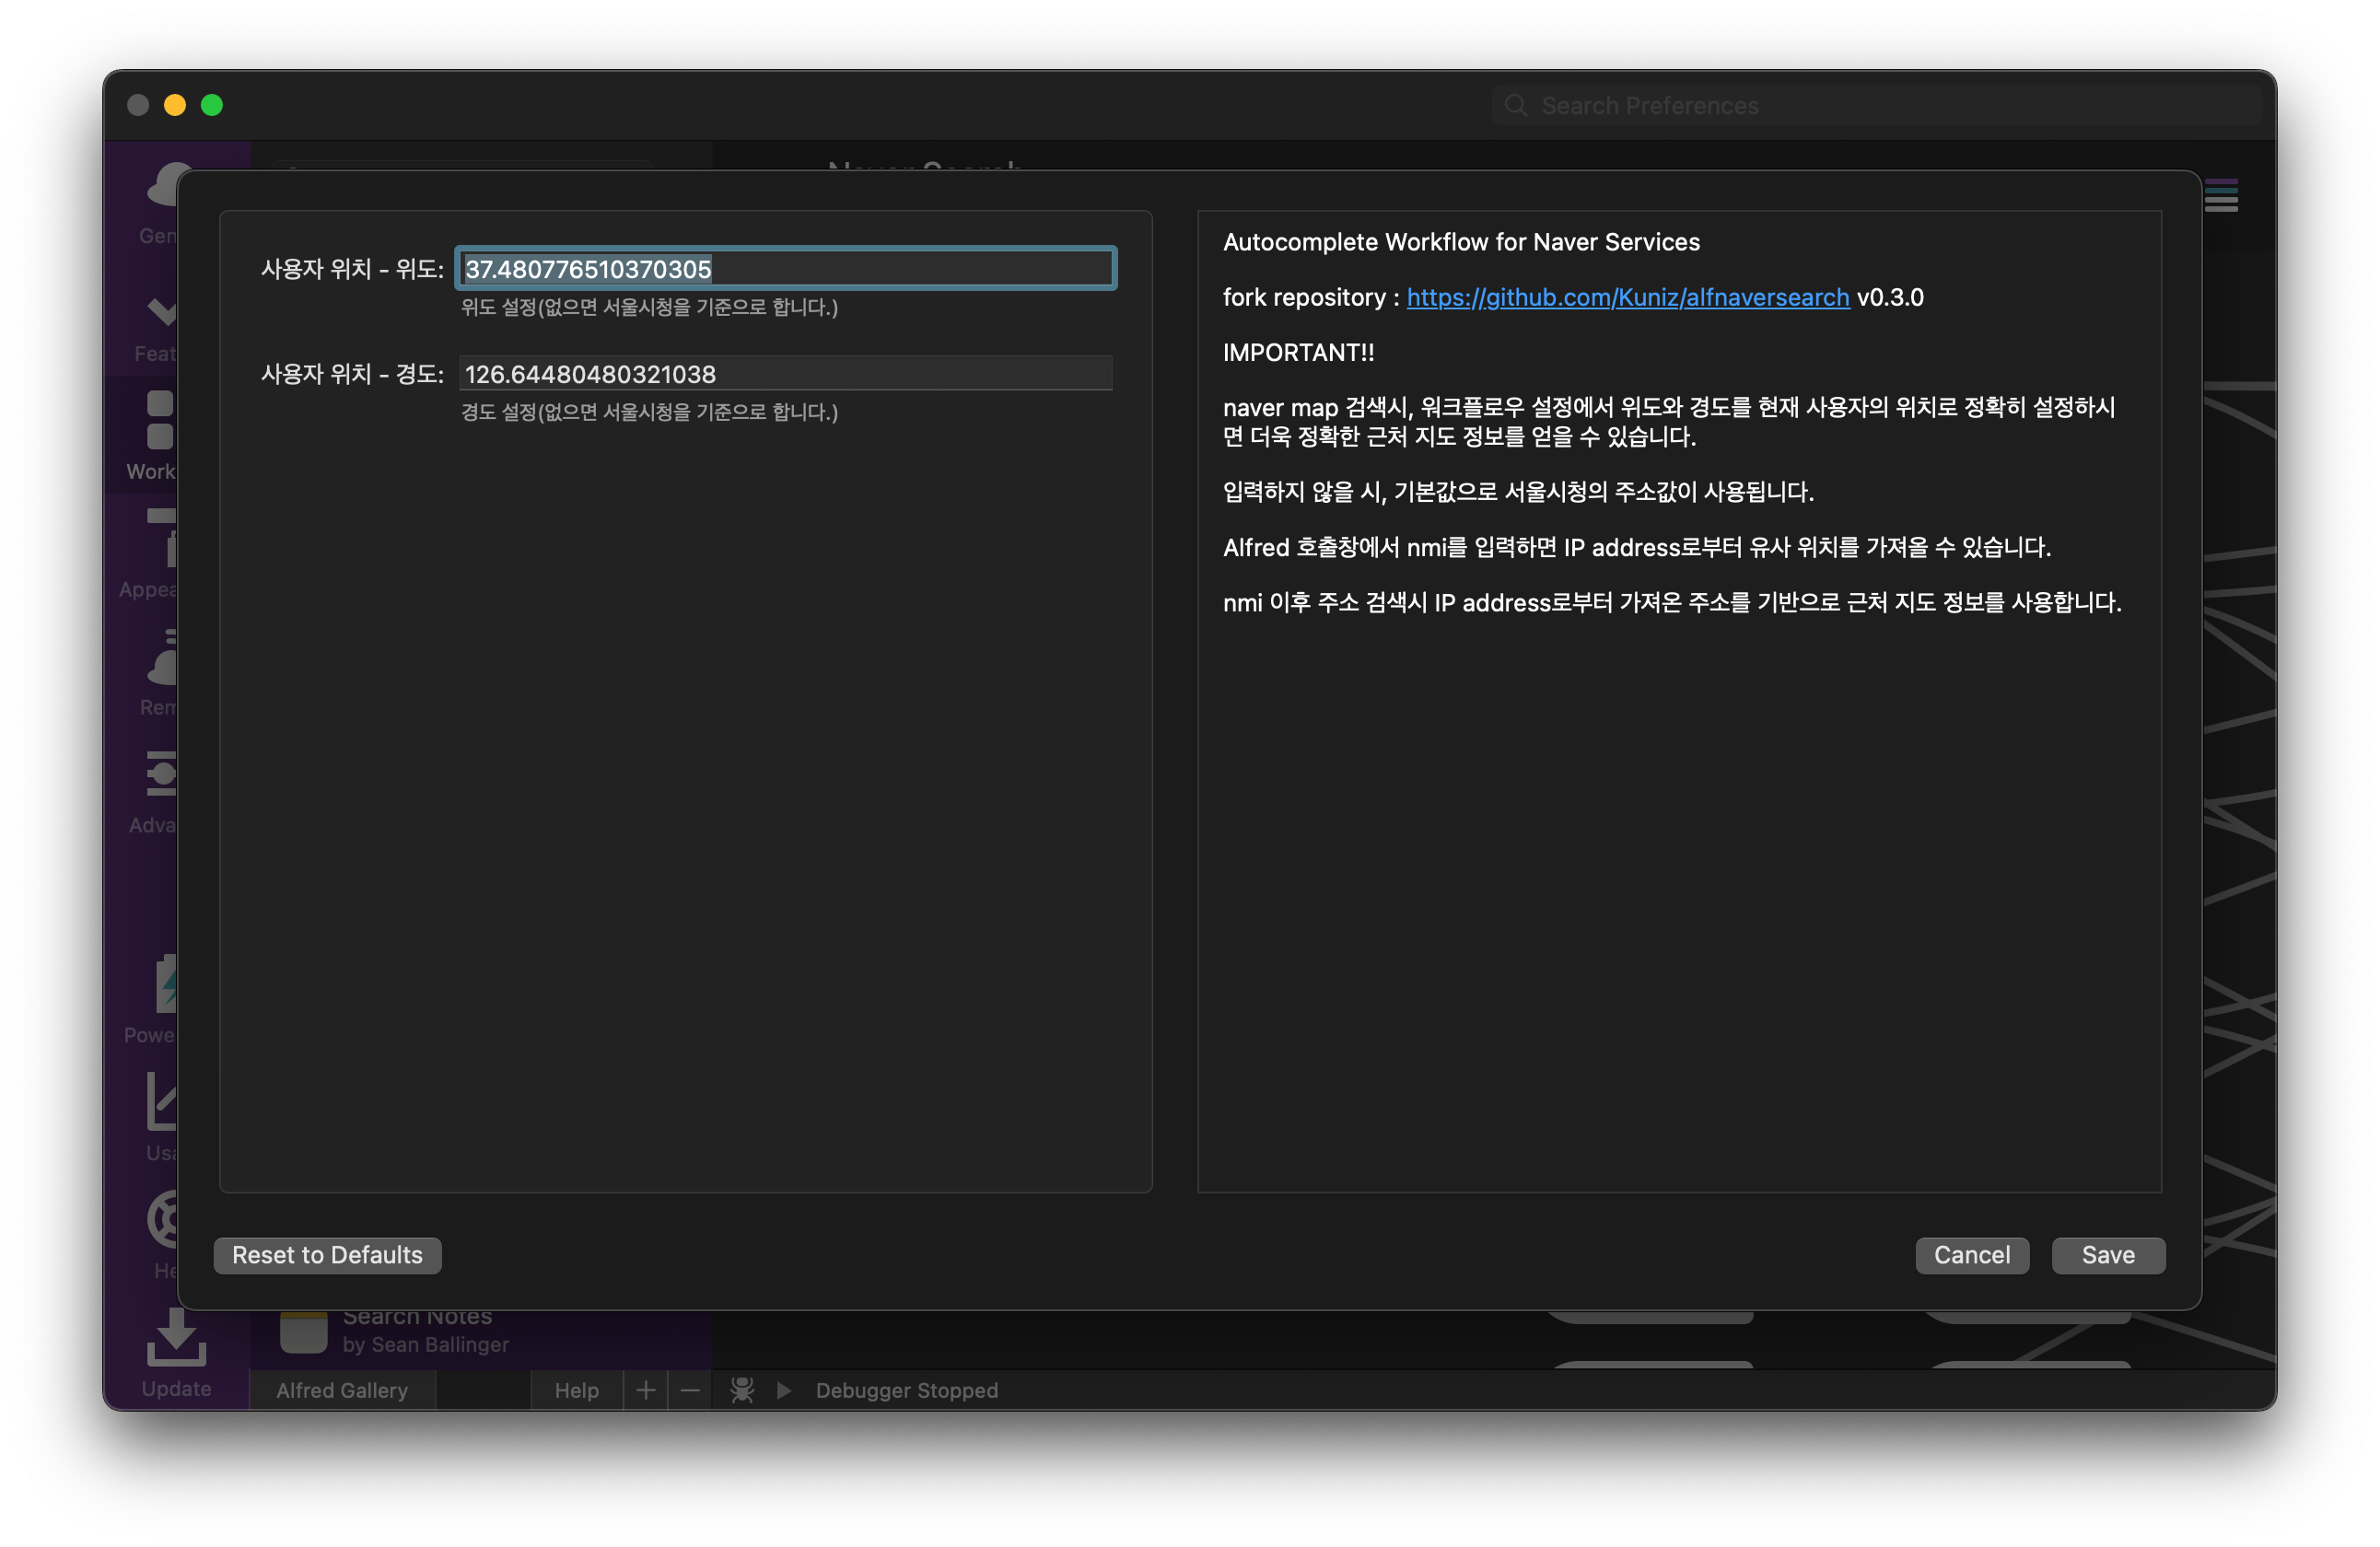 Search Preferences
Naver Search
Update
사용자 위치 - 위도: 37.480776510370305
위도 설정(없으면 서울시청을 기준으로 합니다.)
사용자 위치 - 경도: 126.64480480321038
경도 설정(없으면 서울시청을 기준으로 합니다.)
Autocomplete Workflow for Naver Services
fork repository : https://github.com/Kuniz/alfnaversearch v0.3.0
IMPORTANT!!
naver map 검색시, 워크플로우 설정에서 위도와 경도를 현재 사용자의 위치로 정확히 설정하시
면 더욱 정확한 근처 지도 정보를 얻을 수 있습니다.
입력하지 않을 시, 기본값으로 서울시청의 주소값이 사용됩니다.
Alfred 호출창에서 nmi를 입력하면 IP address로부터 유사 위치를 가져올 수 있습니다.
nmi 이후 주소 검색시 IP address로부터 가져온 주소를 기반으로 근처 지도 정보를 사용합니다.
Reset to Defaults
Cancel
Save
Search Notes
by Sean Ballinger
Alfred Gallery
Help
Debugger Stopped